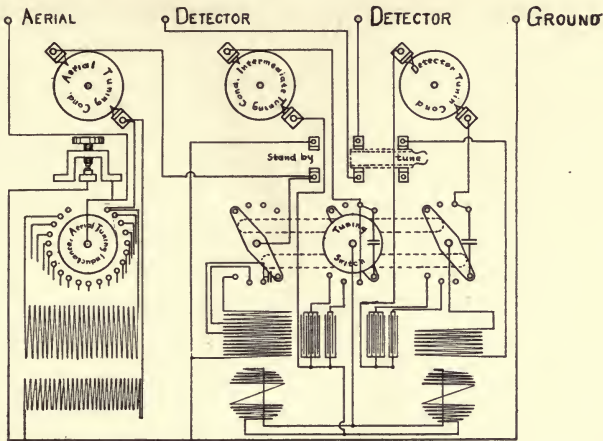 AERIAL
DETECTOR
DETECTOR
GROUND
Aerial Tuning
Cond.
Cond. Intermediate Tuning
Detector Tunin
Cond
Stand by
tune
Inductance. Aerial Tuning
Tuning
Switch